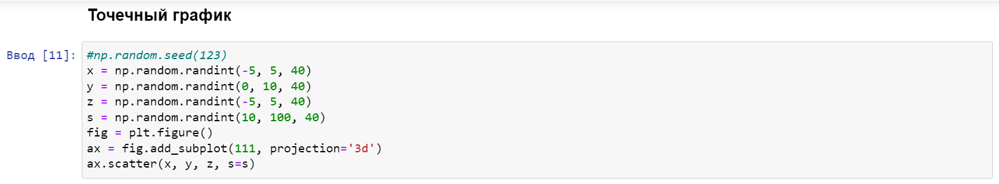 Точечный график
Ввод [11]:
#np.random.seed(123)
x = np.random.randint(-5, 5, 40)
y = np.random.randint(0, 10, 40)
z = np.random.randint(-5, 5, 40)
s = np.random.randint(10, 100, 40)
fig = plt.figure()
ax = fig.add_subplot(111, projection='3d')
ax.scatter(x, y, z, s=s)